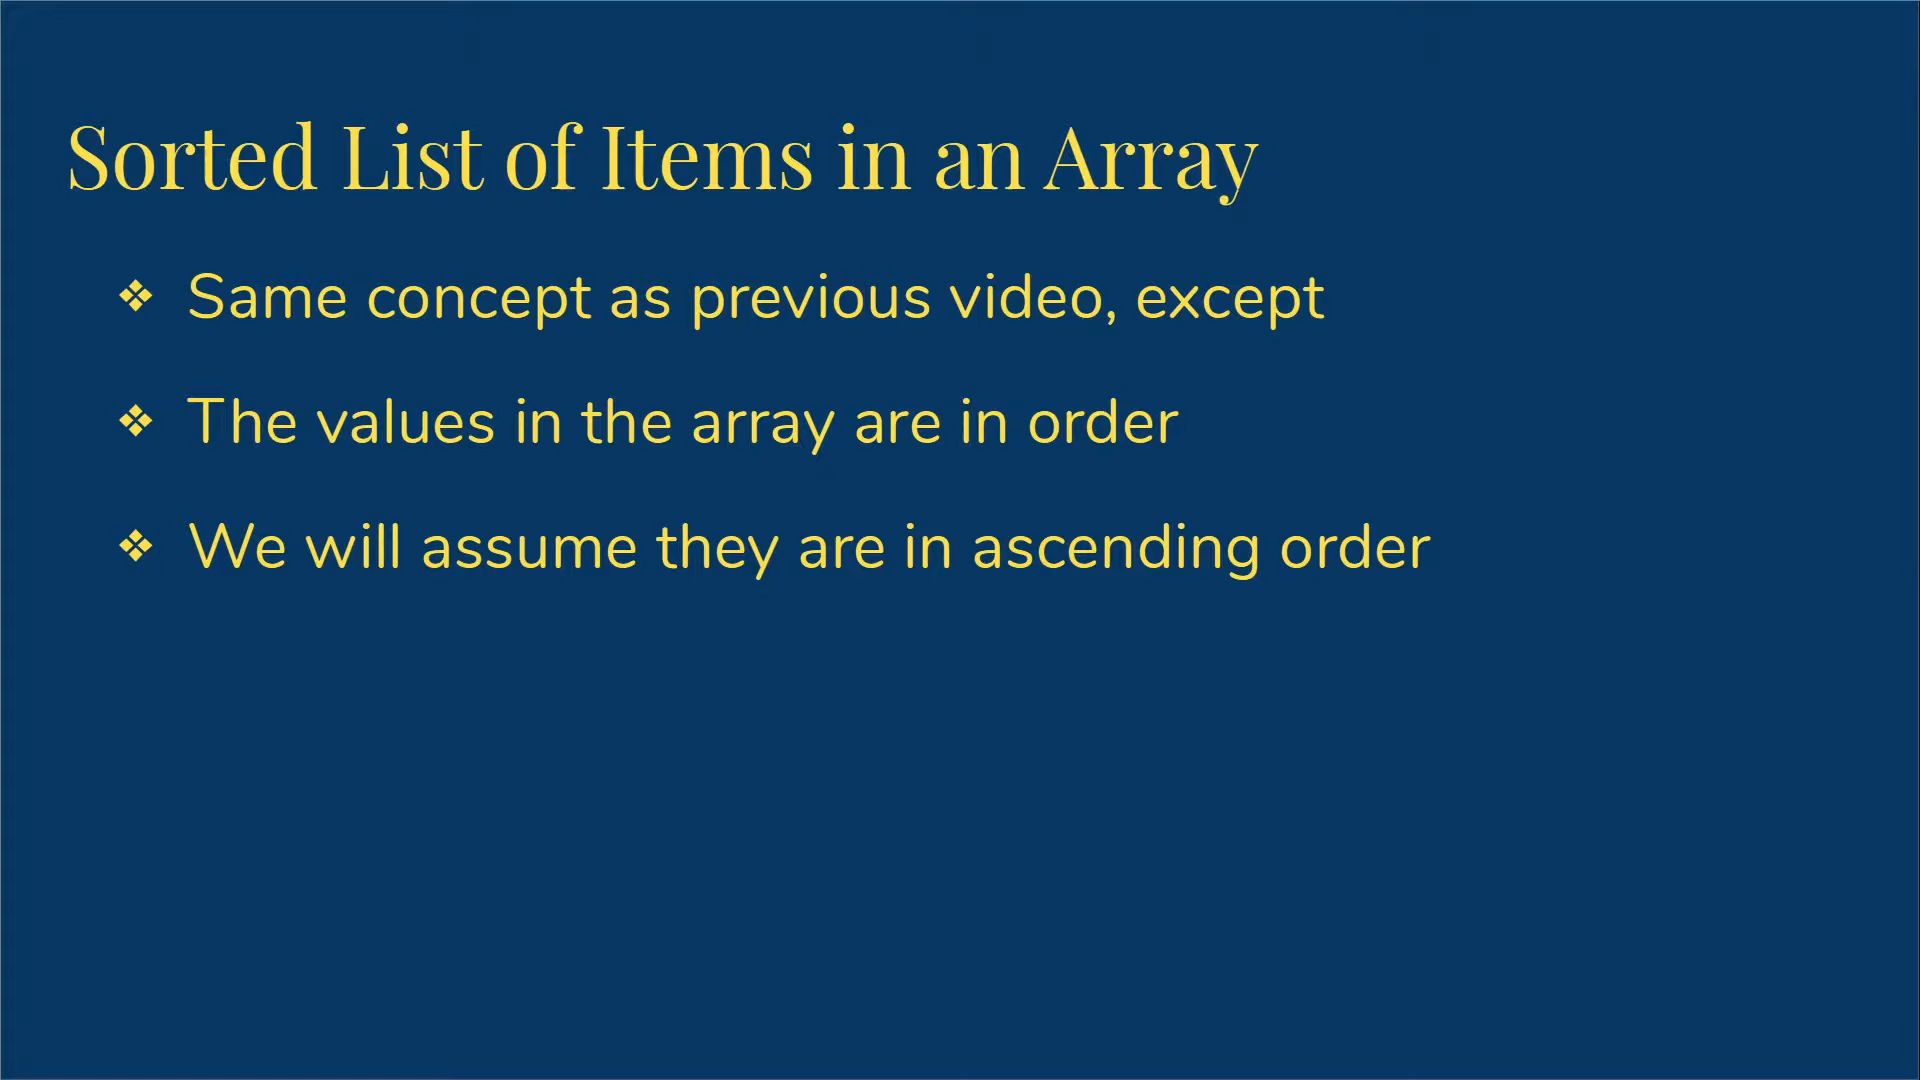 Sorted List of Items in an Array
❖ Same concept as previous video, except
❖ The values in the array are in order
❖ We will assume they are in ascending order